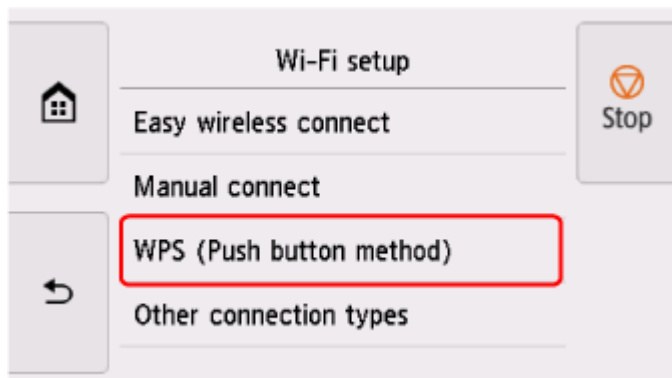 Wi-Fi setup
Easy wireless connect
Manual connect
WPS (Push button method)
Other connection types
Stop